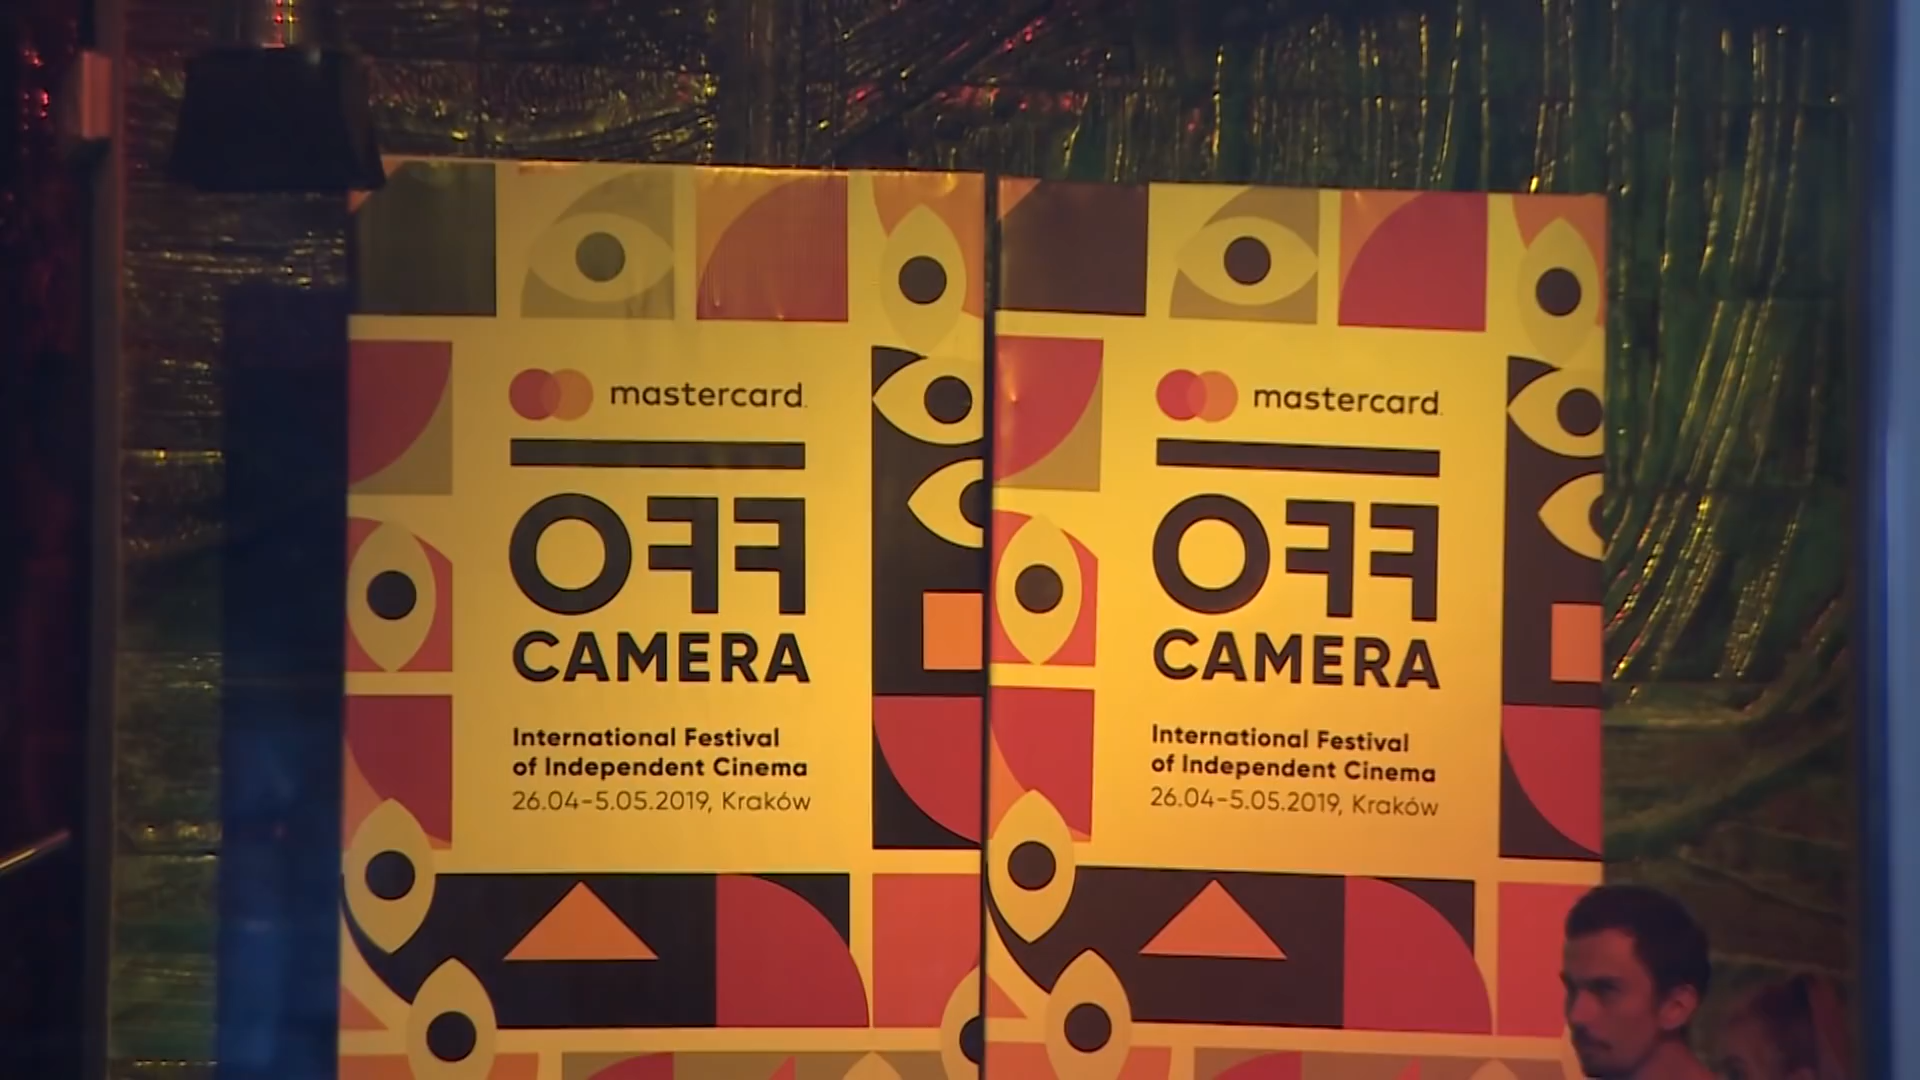 mastercard.
OFF
CAMERA
International Festival
of Independent Cinema
26.04-5.05.2019, Kraków
mastercard.
OFF
CAMERA
International Festival
of Independent Cinema
26.04-5.05.2019, Kraków